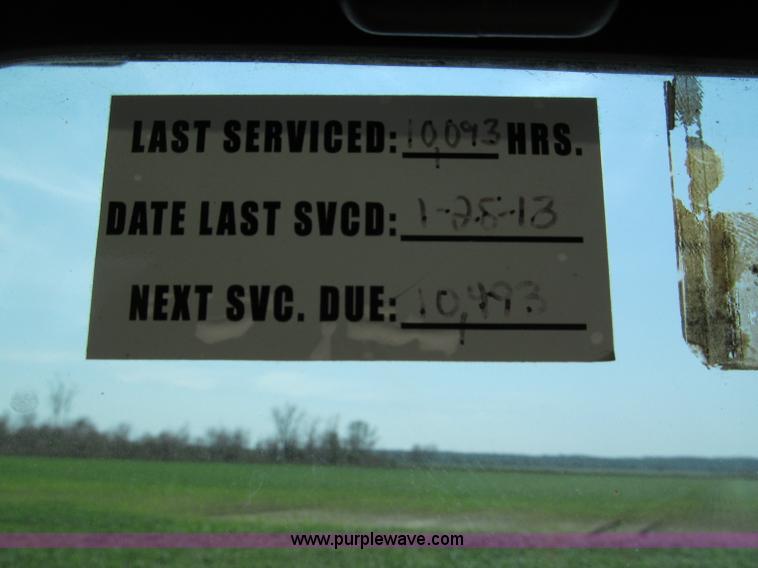 LAST SERVICED: 10,093 HRS.
DATE LAST SVCD: 1-25-13
NEXT SVC. DUE: 10,493
www.purplewave.com